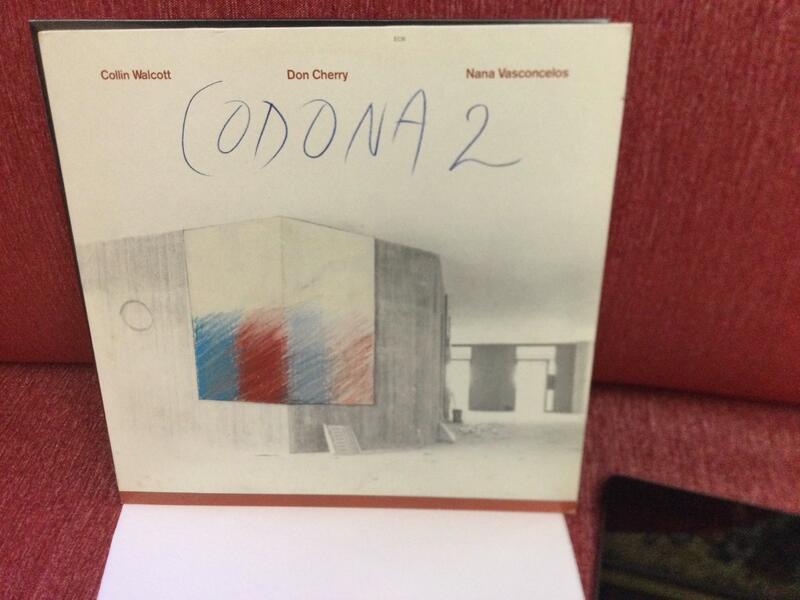 ECM
Collin Walcott Don Cherry Nana Vasconcelos
CODONA 2